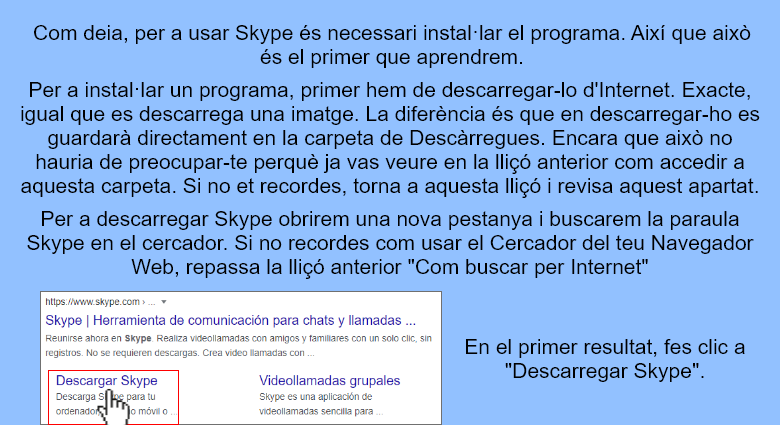 Com deia, per a usar Skype és necessari instal·lar el programa. Així que això
és el primer que aprendrem.
Per a instal·lar un programa, primer hem de descarregar-lo d'Internet. Exacte,
igual que es descarrega una imatge. La diferència és que en descarregar-ho es
guardarà directament en la carpeta de Descàrregues. Encara que això no
hauria de preocupar-te perquè ja vas veure en la lliçó anterior com accedir a
aquesta carpeta. Si no et recordes, torna a aquesta lliçó i revisa aquest apartat.
Per a descarregar Skype obrirem una nova pestanya i buscarem la paraula
Skype en el cercador. Si no recordes com usar el Cercador del teu Navegador
Web, repassa la lliçó anterior "Com buscar per Internet"
https://www.skype.com › ...
Skype | Herramienta de comunicación para chats y llamadas ...
Reunirse ahora en Skype. Realiza videollamadas con amigos y familiares con un solo clic, sin
registros. No se requieren descargas. Crea video llamadas con ...
Descargar Skype
Descarga para tu
móvil o ...
Videollamadas grupales
Skype es una aplicación de
videollamadas sencilla para ...
En el primer resultat, fes clic a
"Descarregar Skype".